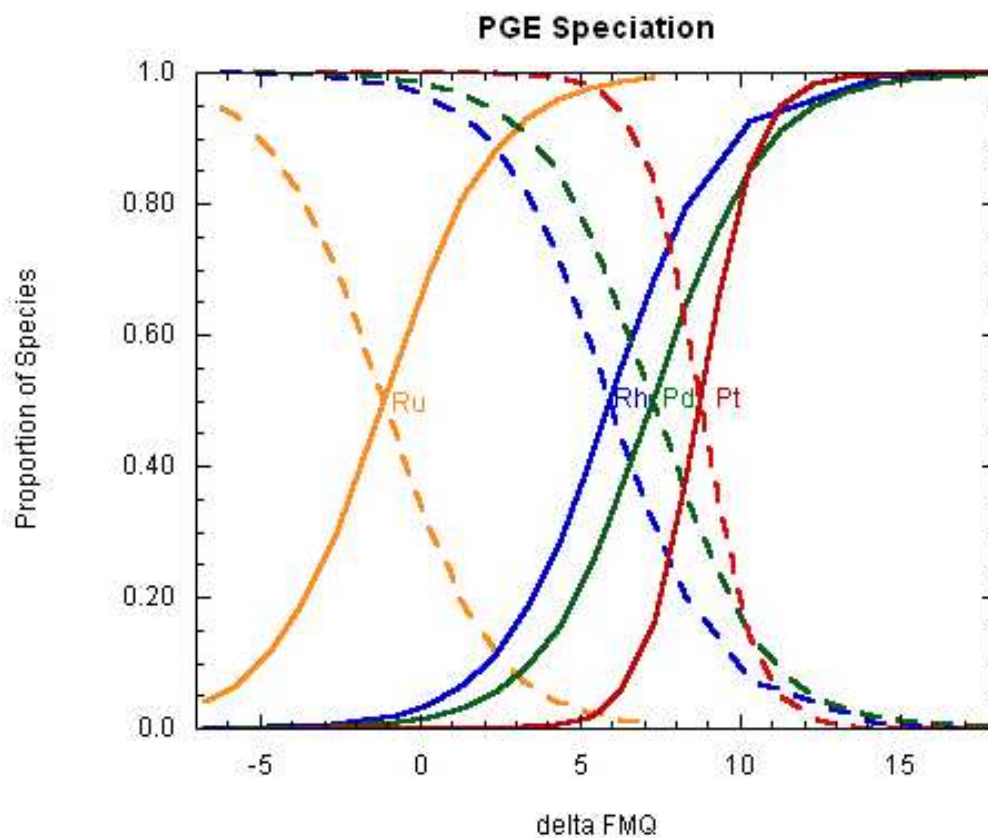 PGE Speciation
1.0
0.80
0.60
0.40
0.20
0.0
Proportion of Species
Ru
Rh
Pd
Pt
-5
0
5
10
15
delta FMQ